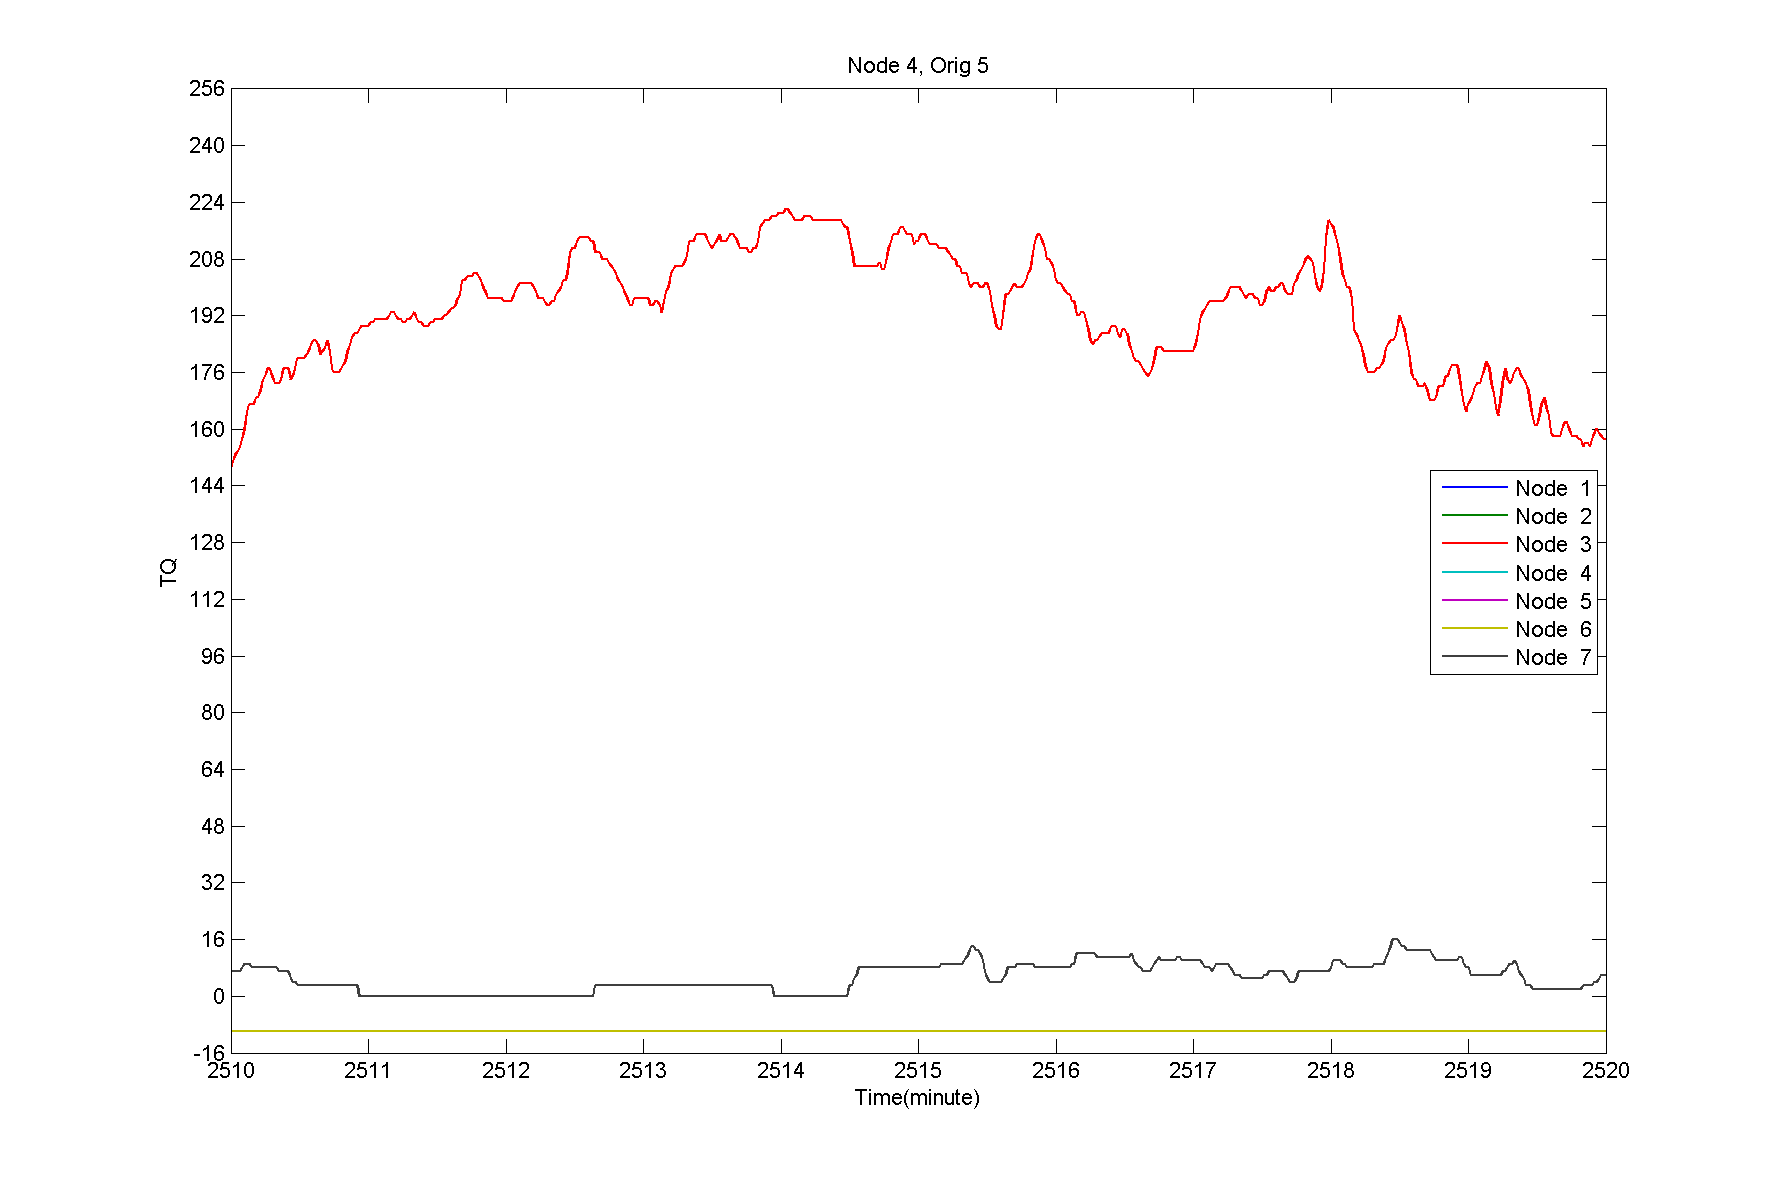 Node 4, Orig 5
256
240
224
208
192
176
160
144
128
112
96
80
64
48
32
16
0
-16
TQ
Node 1
Node 2
Node 3
Node 4
Node 5
Node 6
Node 7
2510 2511 2512 2513 2514 2515 2516 2517 2518 2519 2520
Time(minute)